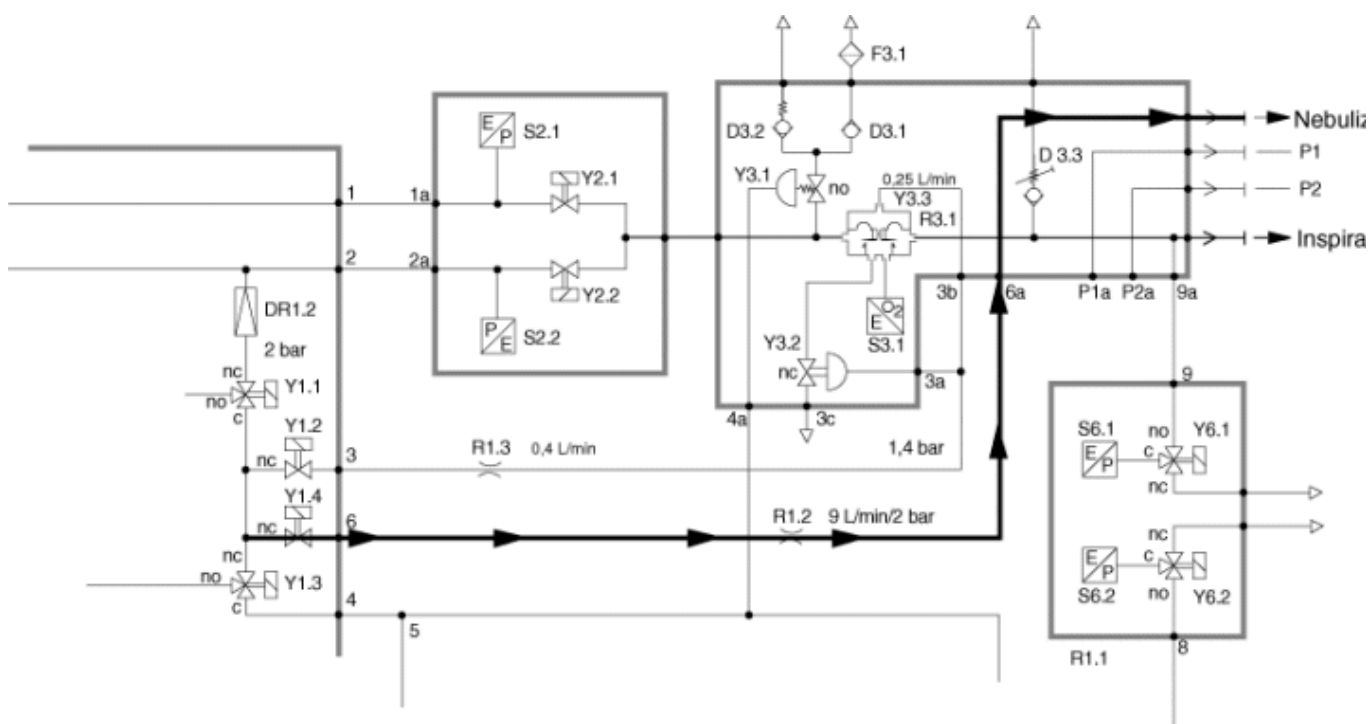 F3.1
D3.2
D3.1
Nebuliz
P1
P2
D 3.3
E
P
S2.1
Y2.1
Y3.1
no
0,25 L/min
Y3.3
R3.1
1
1a
2
2a
Inspira
Y2.2
P
E
S2.2
DR1.2
2 bar
3b
6a
P1a
P2a
9a
O2
E
S3.1
Y3.2
nc
3a
nc
Y1.1
no
c
4a
3c
9
Y1.2
nc
3
R1.3
0,4 L/min
1,4 bar
S6.1
E
P
no
c
nc
Y6.1
Y1.4
nc
6
R1.2
9 L/min/2 bar
nc
no
Y1.3
c
4
5
E
P
S6.2
nc
c
no
Y6.2
R1.1
8